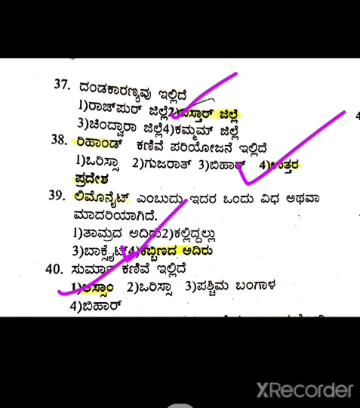 37. ದಂಡಕಾರಣ್ಯವು ಇಲ್ಲಿದೆ
1)ರಾಜ್‌ಪುರ್ ಜಿಲ್ಲೆ2)ಬಸ್ತಾರ್ ಜಿಲ್ಲೆ
3)ಚಿಂದ್ವಾರಾ ಜಿಲ್ಲೆ4)ಕಮ್ಮಮ್ ಜಿಲ್ಲೆ
38. ರಿಹಾಂಡ್ ಕಣಿವೆ ಪರಿಯೋಜನೆ ಇಲ್ಲಿದೆ
1)ಒರಿಸ್ಸಾ 2)ಗುಜರಾತ್ 3)ಬಿಹಾರ್ 4)ಉತ್ತರ
ಪ್ರದೇಶ
39. ಲಿಮೊನೈಟ್ ಎಂಬುದು ಇದರ ಒಂದು ವಿಧ ಅಥವಾ
ಮಾದರಿಯಾಗಿದೆ.
1)ತಾಮ್ರದ ಅದಿರು2)ಕಲ್ಲಿದ್ದಲ್ಲು
3)ಬಾಕ್ಸೈಟ್4)ಕಬ್ಬಿಣದ ಅದಿರು
40. ಸುರ್ಮಾ ಕಣಿವೆ ಇಲ್ಲಿದೆ
1)ಅಸ್ಸಾಂ 2)ಒರಿಸ್ಸಾ 3)ಪಶ್ಚಿಮ ಬಂಗಾಳ
4)ಬಿಹಾರ್
XRecorder